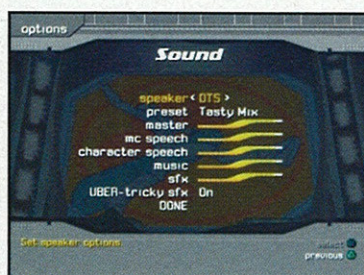 options
Sound
speaker < DTS >
preset Tasty Mix
master
mc speech
character speech
music
sfx
UBER-tricky sfx On
DONE
Set speaker options.
select
previous